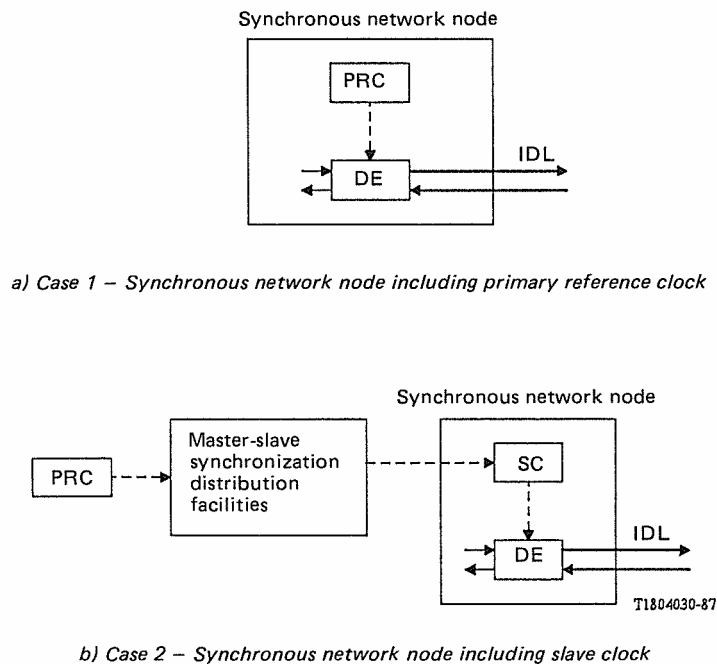 Synchronous network node
PRC
IDL
DE
a) Case 1 – Synchronous network node including primary reference clock
Synchronous network node
Master-slave
synchronization
distribution
facilities
PRC
SC
IDL
DE
T1804030-87
b) Case 2 – Synchronous network node including slave clock